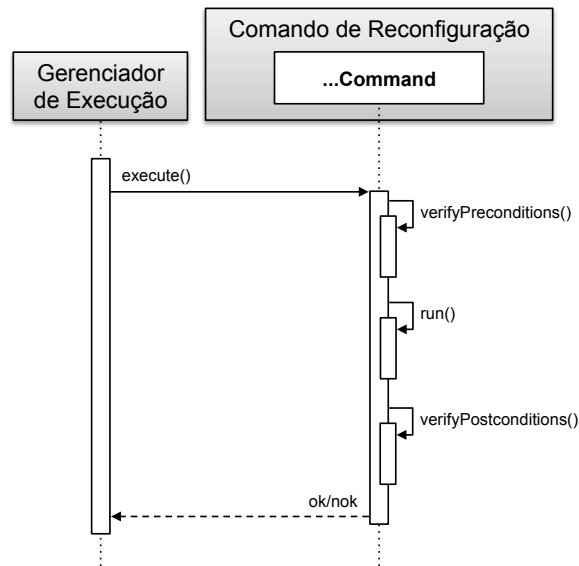 Comando de Reconfiguração
...Command
Gerenciador
de Execução
execute()
verifyPreconditions()
run()
verifyPostconditions()
ok/nok